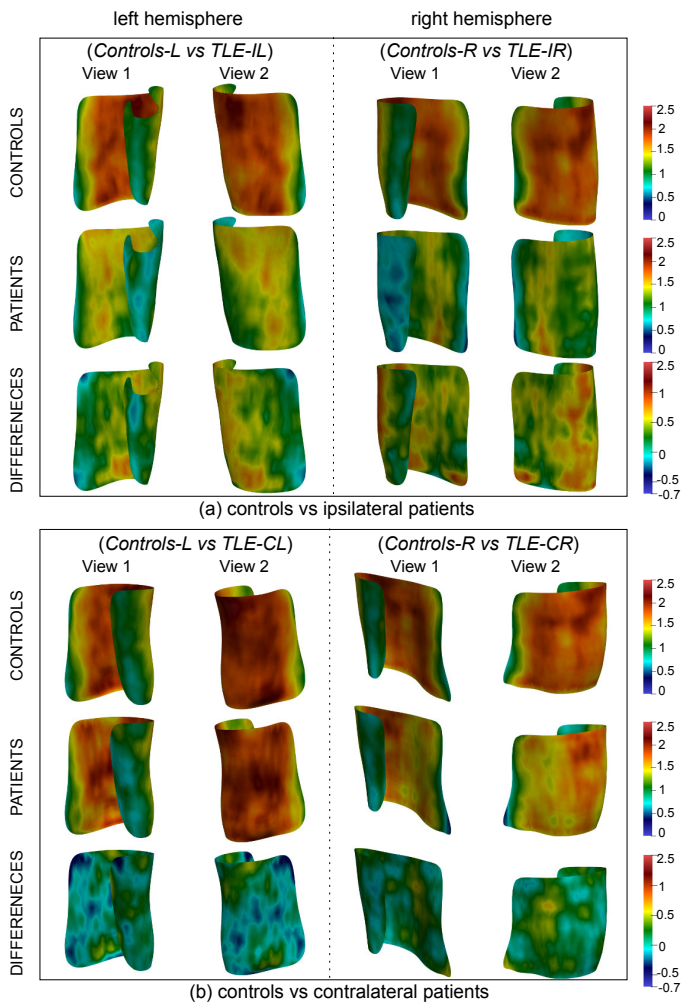 left hemisphere right hemisphere
(Controls-L vs TLE-IL) (Controls-R vs TLE-IR)
View 1 View 2 View 1 View 2
CONTROLS
2.5
2
1.5
1
0.5
0
PATIENTS
2.5
2
1.5
1
0.5
0
DIFFERENECES
2.5
2
1.5
1
0.5
0
-0.7
(a) controls vs ipsilateral patients
(Controls-L vs TLE-CL) (Controls-R vs TLE-CR)
View 1 View 2 View 1 View 2
CONTROLS
2.5
2
1.5
1
0.5
0
PATIENTS
2.5
2
1.5
1
0.5
0
DIFFERENECES
2.5
2
1.5
1
0.5
0
-0.7
(b) controls vs contralateral patients